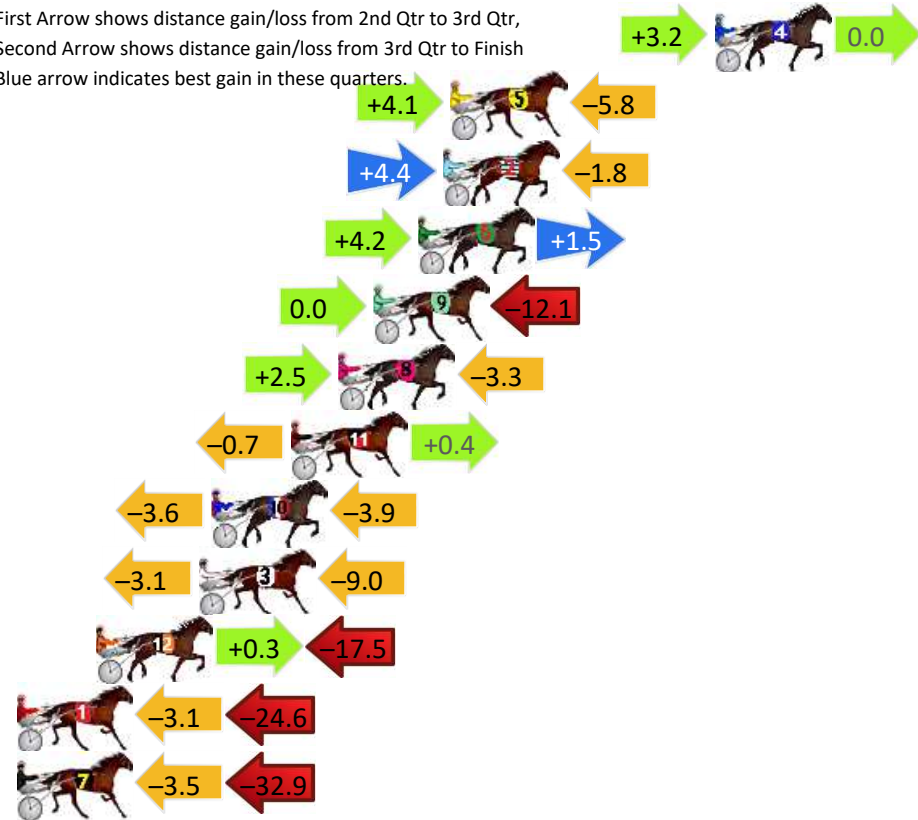 First Arrow shows distance gain/loss from 2nd Qtr to 3rd Qtr,
Second Arrow shows distance gain/loss from 3rd Qtr to Finish
Blue arrow indicates best gain in these quarters.
+3.2 4 0.0
+4.1 5 –5.8
+4.4 2 –1.8
+4.2 6 +1.5
0.0 9 –12.1
+2.5 8 –3.3
–0.7 11 +0.4
–3.6 10 –3.9
–3.1 3 –9.0
12 +0.3 –17.5
1 –3.1 –24.6
7 –3.5 –32.9